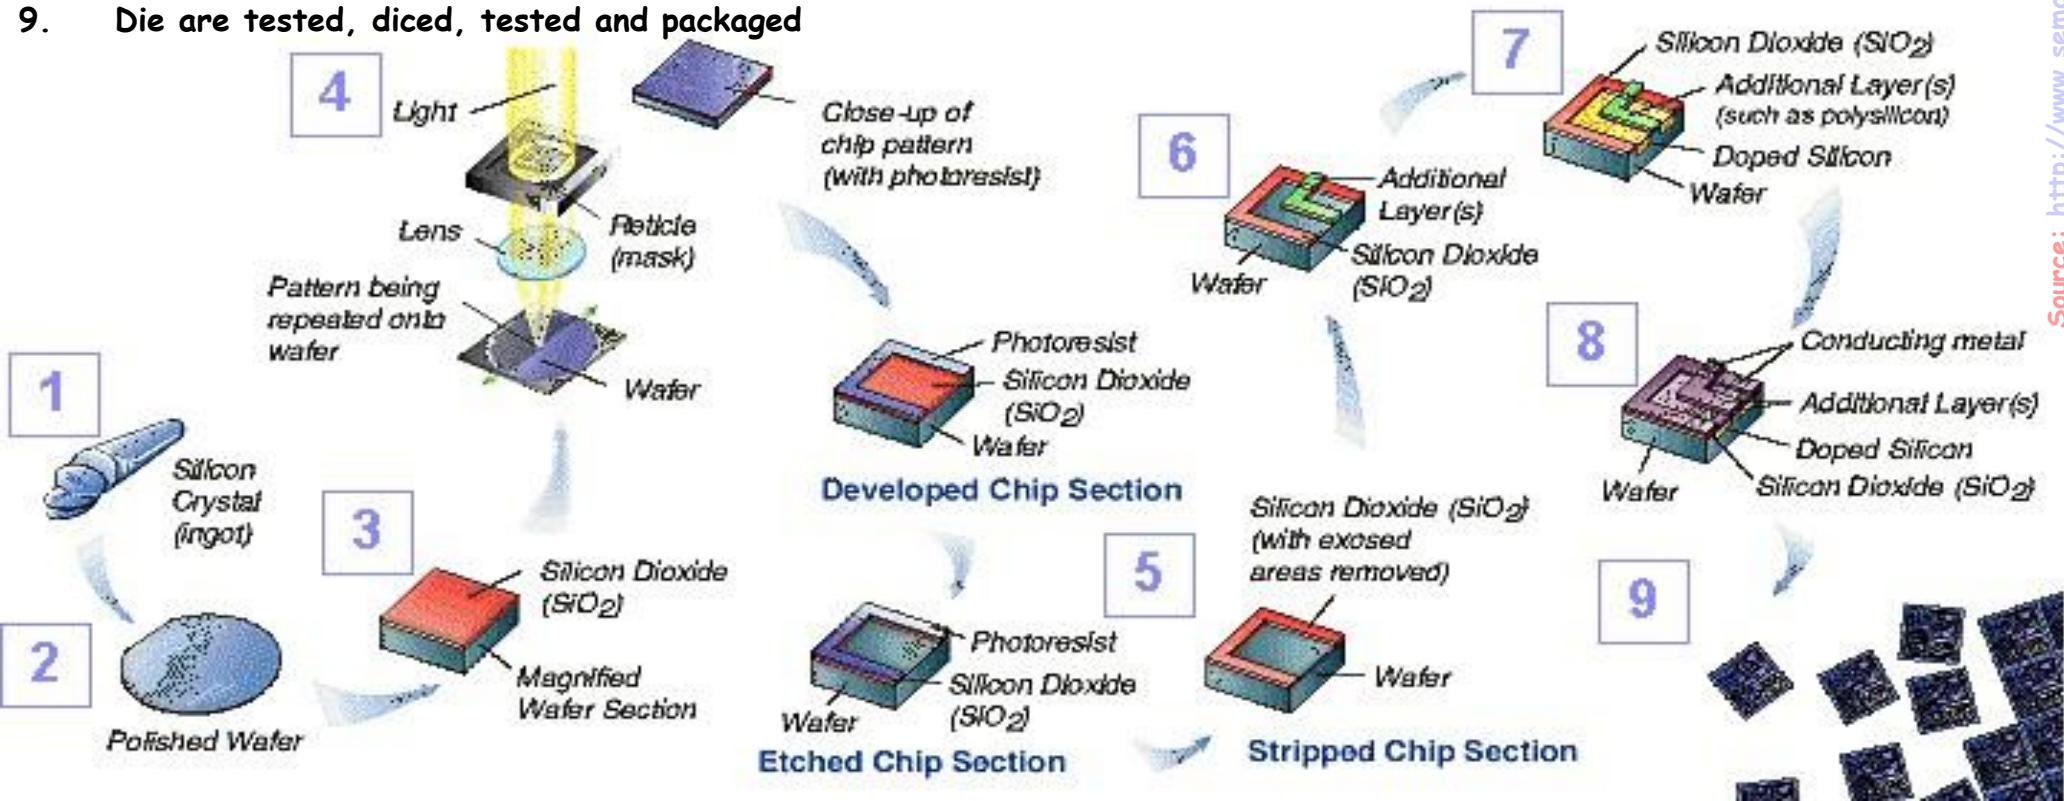 9. Die are tested, diced, tested and packaged
4
Light
Close-up of
chip pattern
(with photoresist)
Reticle
(mask)
Lens
Pattern being
repeated onto
wafer
Wafer
1
Silicon
Crystal
(ingot)
2
Polished Wafer
3
Silicon Dioxide
(SiO2)
Magnified
Wafer Section
Photoresist
Silicon Dioxide
(SiO2)
Wafer
Developed Chip Section
Photoresist
Silicon Dioxide
(SiO2)
Wafer
Etched Chip Section
5
Silicon Dioxide (SiO2)
(with exosed
areas removed)
Wafer
Stripped Chip Section
6
Additional
Layer(s)
Silicon Dioxide
(SiO2)
Wafer
7
Silicon Dioxide (SiO2)
Additional Layer(s)
(such as polysilicon)
Doped Silicon
Wafer
8
Conducting metal
Additional Layer(s)
Doped Silicon
Silicon Dioxide (SiO2)
Wafer
9
Source: http://www.